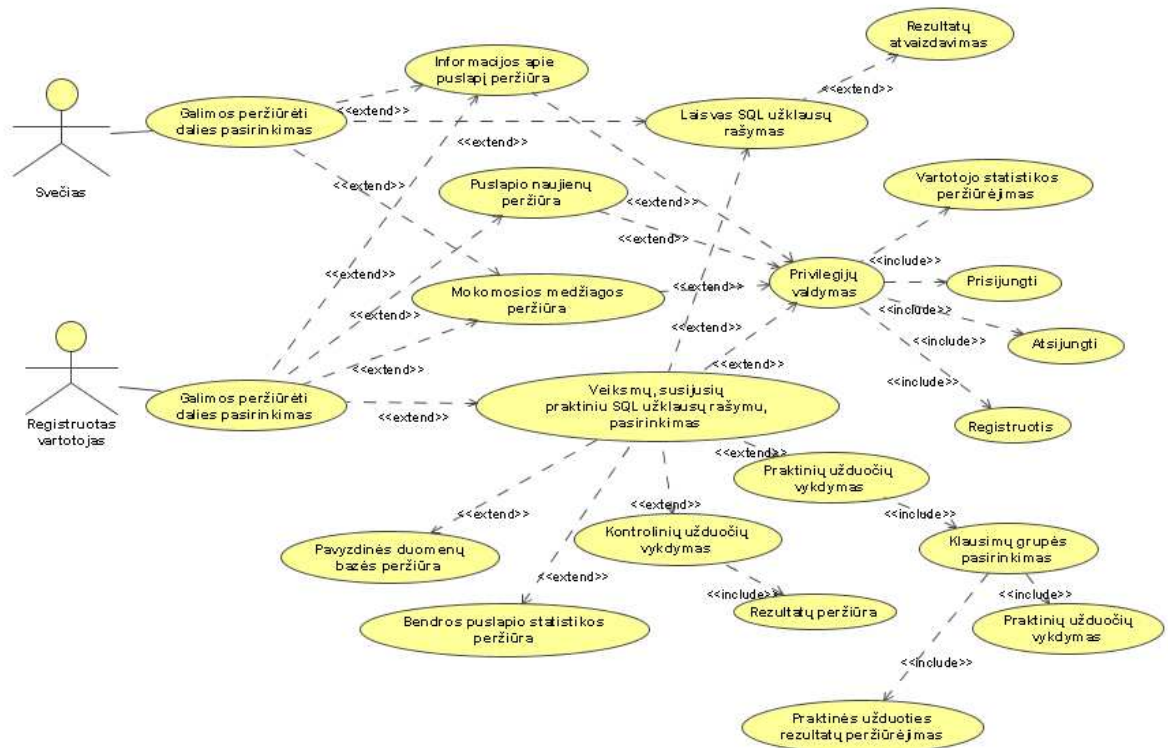 Rezultatų
atvaizdavimas
Informacijos apie
puslapį peržiūra
<<extend>>
Galimos peržiūrėti
dalies pasirinkimas
<<extend>>
Laisvas SQL užklausų
rašymas
<<extend>>
Svečias
<<extend>>
Puslapio naujienų
peržiūra
<<extend>>
Vartotojo statistikos
peržiūrėjimas
<<extend>>
<<include>>
<<extend>>
Privilegijų
valdymas
Prisijungti
Mokomosios medžiagos
peržiūra
<<extend>>
<<extend>>
<<include>>
<<extend>>
Atsijungti
<<include>>
<<extend>>
<<extend>>
<<include>>
Registruotas
vartotojas
Galimos peržiūrėti
dalies pasirinkimas
<<extend>>
Veiksmų, susijusių
praktiniu SQL užklausų rašymu,
pasirinkimas
Registruotis
<<extend>>
Praktinių užduočių
vykdymas
<<extend>>
<<extend>>
<<include>>
Pavyzdinės duomenų
bazės peržiūra
Kontrolinių užduočių
vykdymas
Klausimų grupės
pasirinkimas
<<extend>>
<<include>>
<<include>>
Rezultatų peržiūra
Bendros puslapio statistikos
peržiūra
Praktinių užduočių
vykdymas
<<include>>
Praktinės užduoties
rezultatų peržiūrėjimas